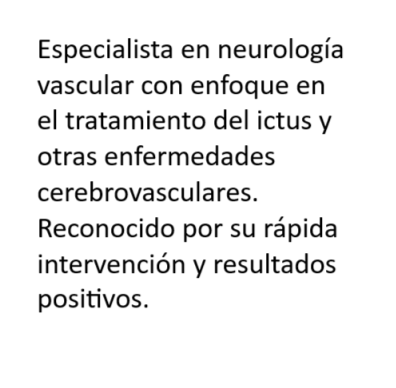 Especialista en neurología
vascular con enfoque en
el tratamiento del ictus y
otras enfermedades
cerebrovasculares.
Reconocido por su rápida
intervención y resultados
positivos.